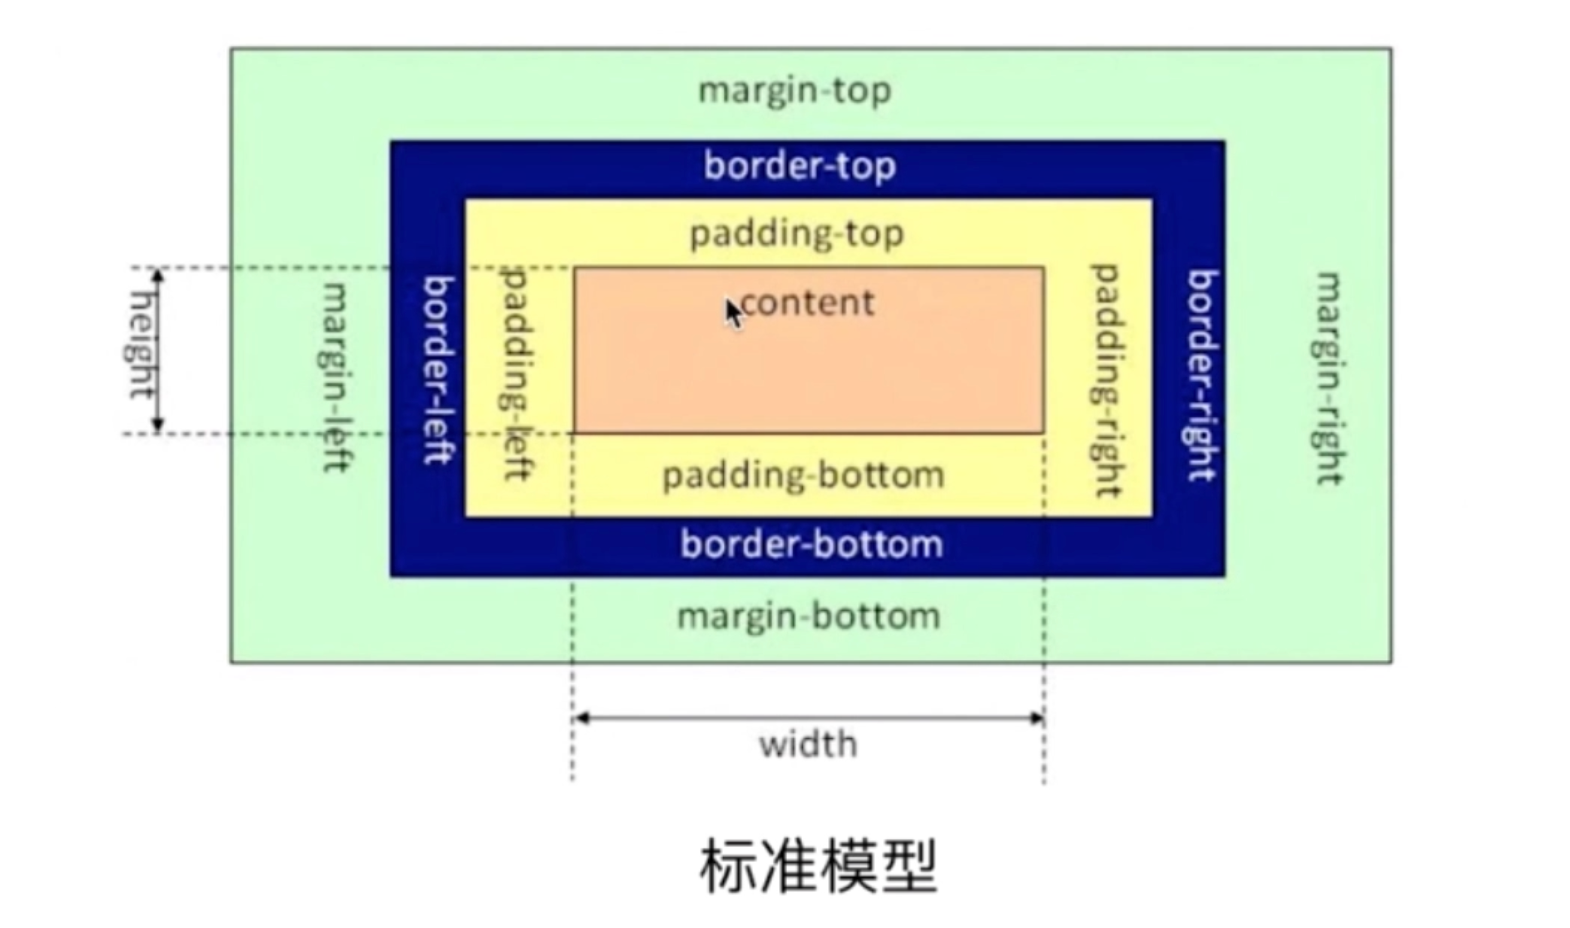 margin-top
border-top
padding-top
height
margin-left
border-left
padding-left
content
padding-right
border-right
margin-right
padding-bottom
border-bottom
margin-bottom
width
标准模型